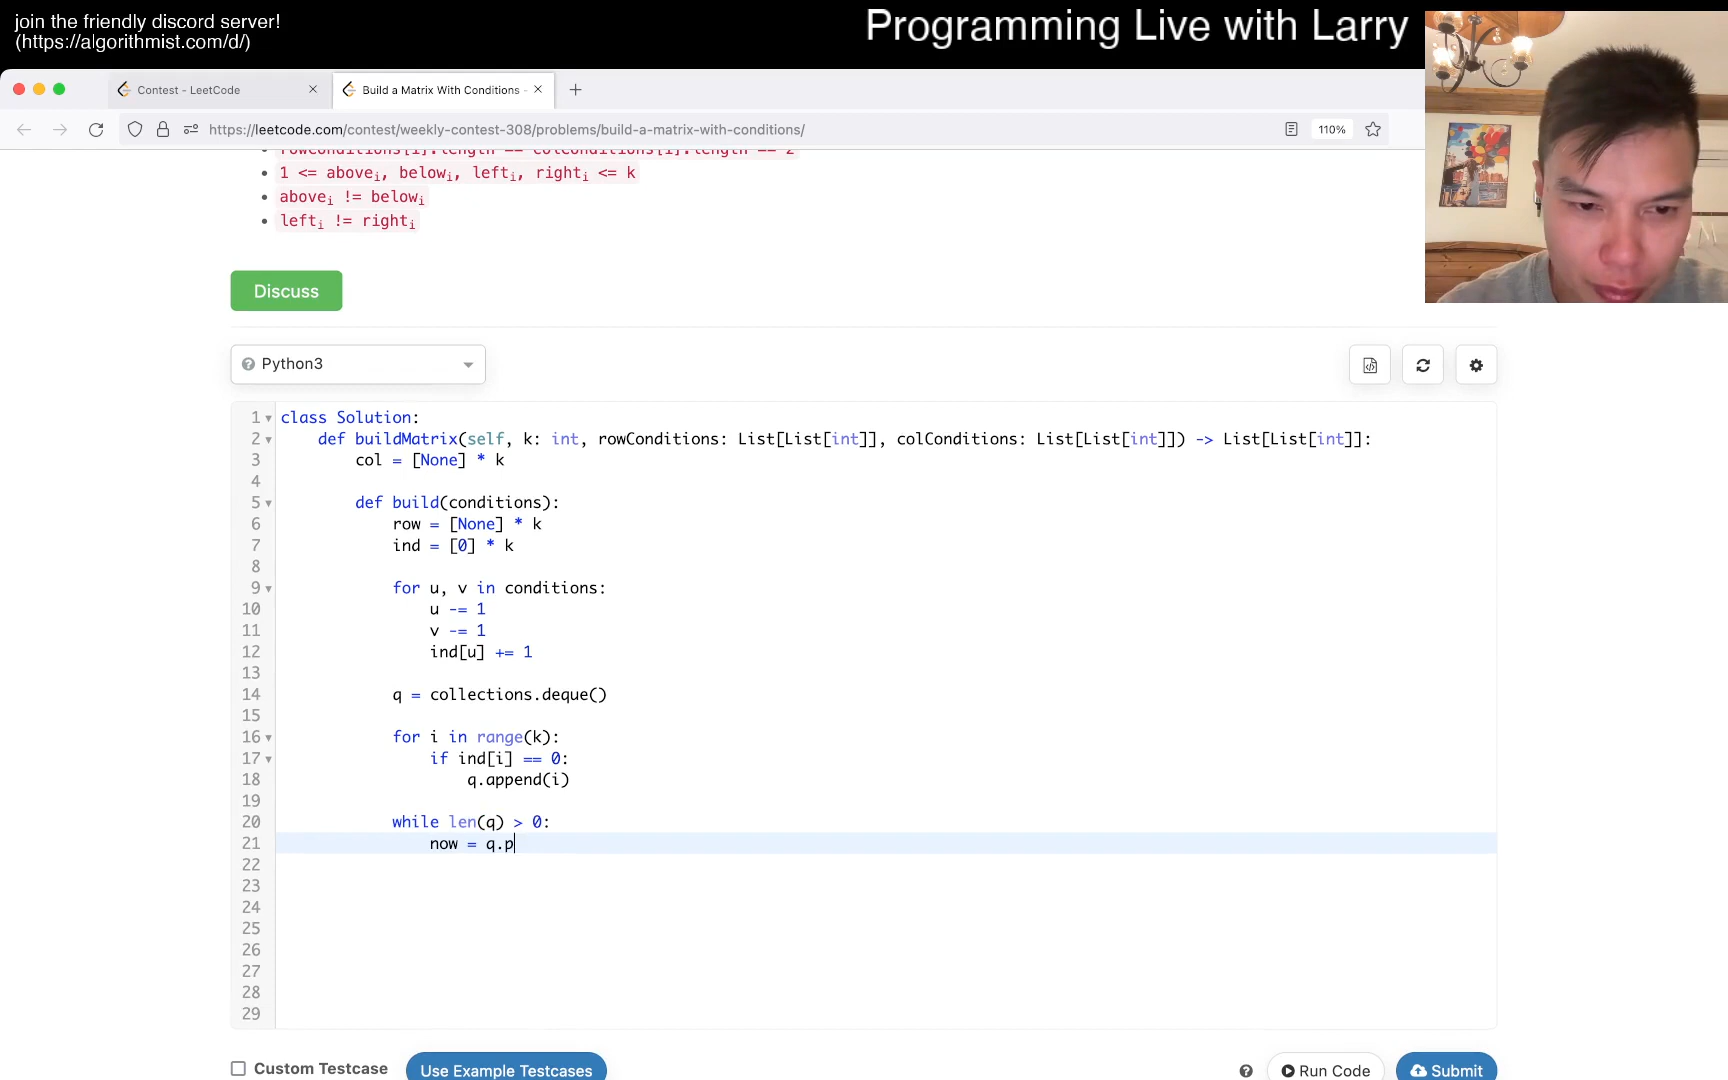 join the friendly discord server!
(https://algorithmist.com/d/)
Programming Live with Larry
Contest - LeetCode
Build a Matrix With Conditions -
https://leetcode.com/contest/weekly-contest-308/problems/build-a-matrix-with-conditions/
110%
rowConditions[i].length == colConditions[i].length == 2
1 <= aboveᵢ, belowᵢ, leftᵢ, rightᵢ <= k
aboveᵢ != belowᵢ
leftᵢ != rightᵢ
Discuss
Python3
1 class Solution:
2     def buildMatrix(self, k: int, rowConditions: List[List[int]], colConditions: List[List[int]]) -> List[List[int]]:
3         col = [None] * k
4
5         def build(conditions):
6             row = [None] * k
7             ind = [0] * k
8
9             for u, v in conditions:
10                 u -= 1
11                 v -= 1
12                 ind[u] += 1
13
14             q = collections.deque()
15
16             for i in range(k):
17                 if ind[i] == 0:
18                     q.append(i)
19
20             while len(q) > 0:
21                 now = q.p
22
23
24
25
26
27
28
29
Custom Testcase
Use Example Testcases
Run Code
Submit